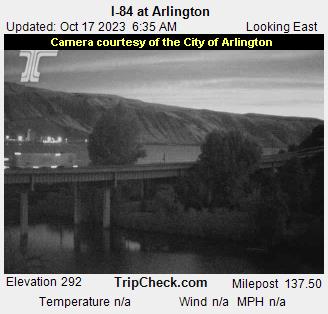 I-84 at Arlington
Updated: Oct 17 2023 6:35 AM Looking East
Camera courtesy of the City of Arlington
Elevation 292 TripCheck.com Milepost 137.50
Temperature n/a Wind n/a MPH n/a